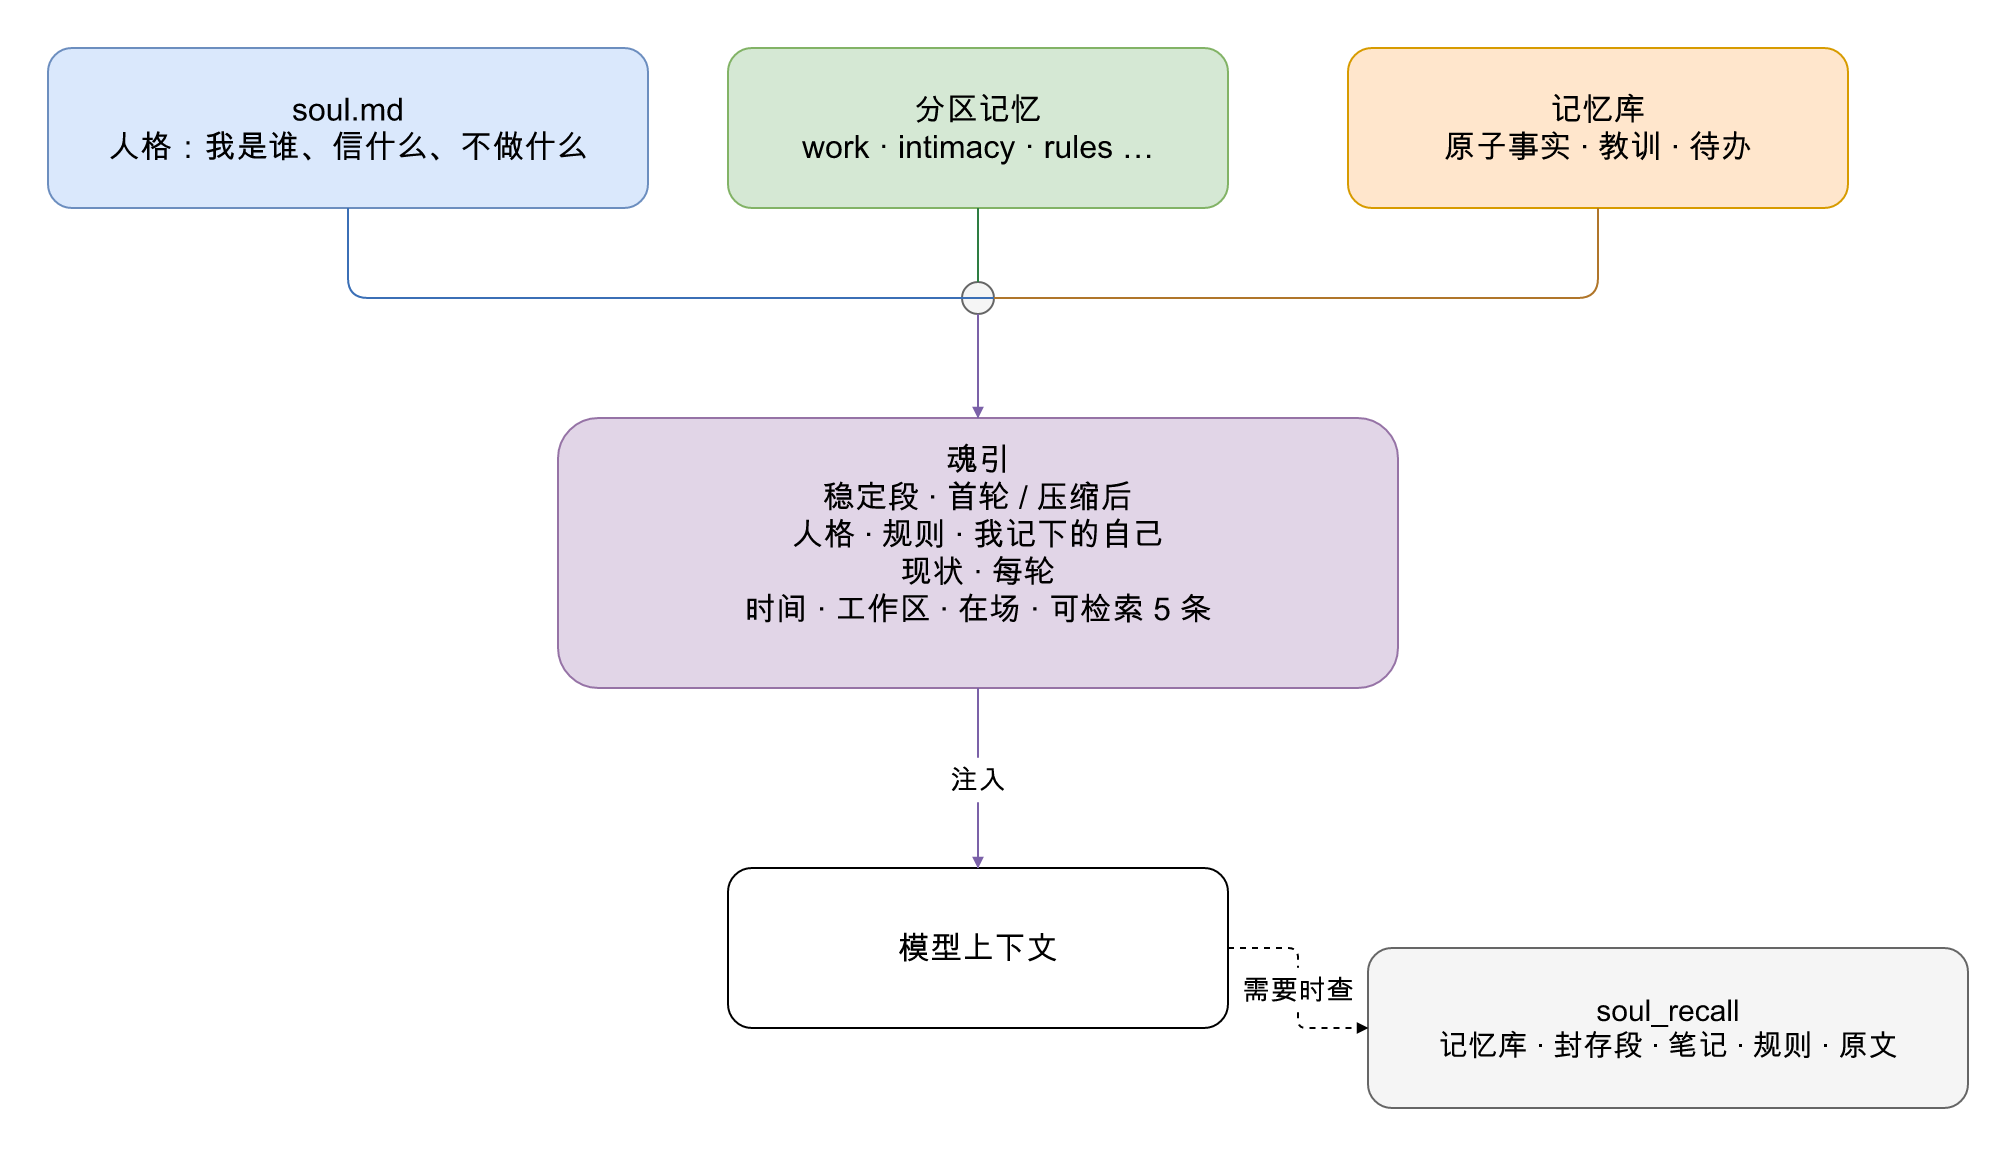 soul.md
人格：我是谁、信什么、不做什么
分区记忆
work · intimacy · rules …
记忆库
原子事实 · 教训 · 待办
魂引
稳定段 · 首轮 / 压缩后
人格 · 规则 · 我记下的自己
现状 · 每轮
时间 · 工作区 · 在场 · 可检索 5 条
注入
模型上下文
需要时查
soul_recall
记忆库 · 封存段 · 笔记 · 规则 · 原文